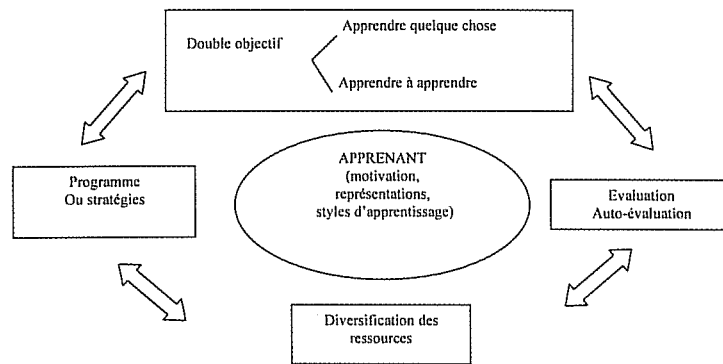 Apprendre quelque chose
Double objectif
Apprendre à apprendre
APPRENANT
(motivation,
représentations,
styles d'apprentissage)
Programme
Ou stratégies
Evaluation
Auto-évaluation
Diversification des
ressources